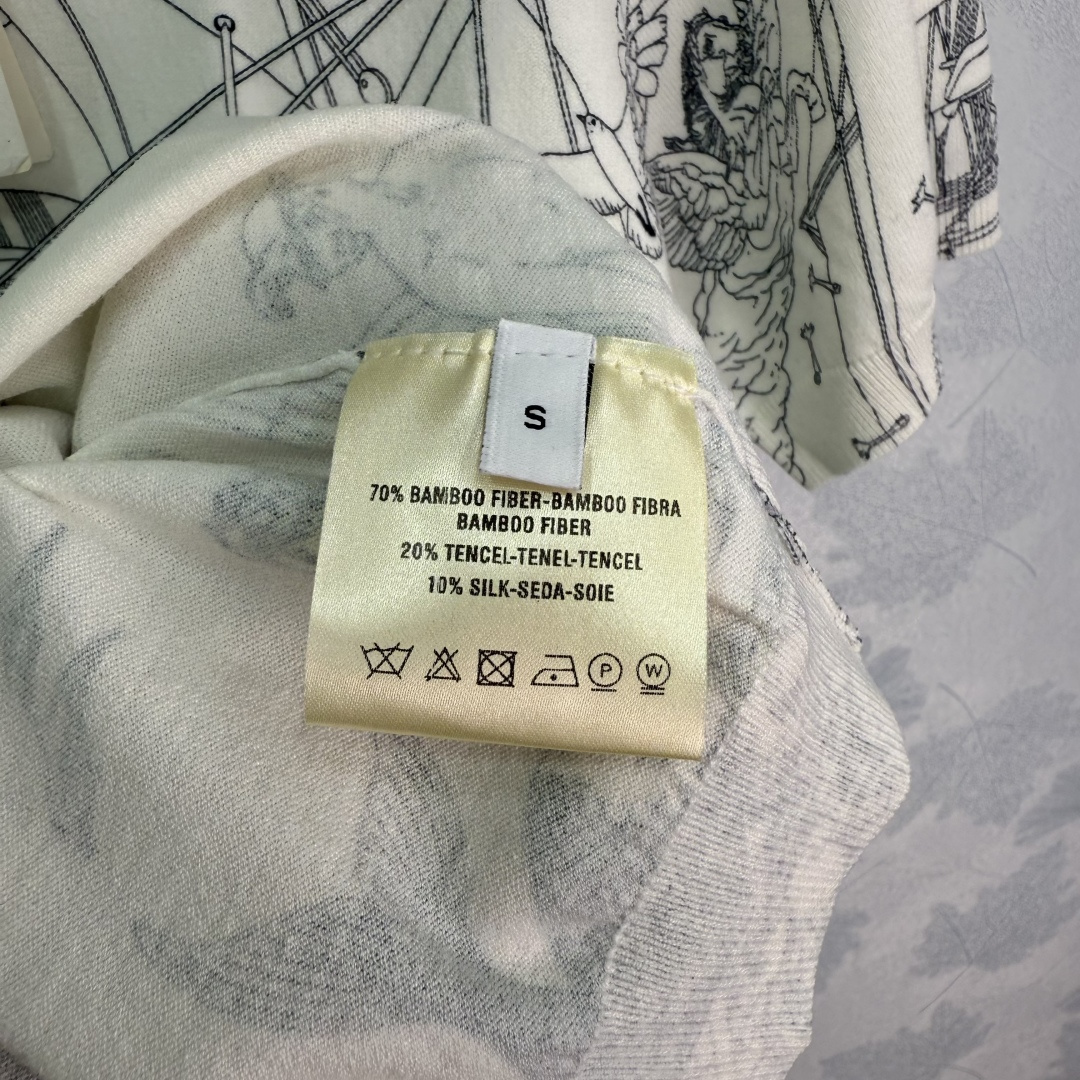 S
70% BAMBOO FIBER-BAMBOO FIBRA
BAMBOO FIBER
20% TENCEL-TENEL-TENCEL
10% SILK-SEDA-SOIE
P W